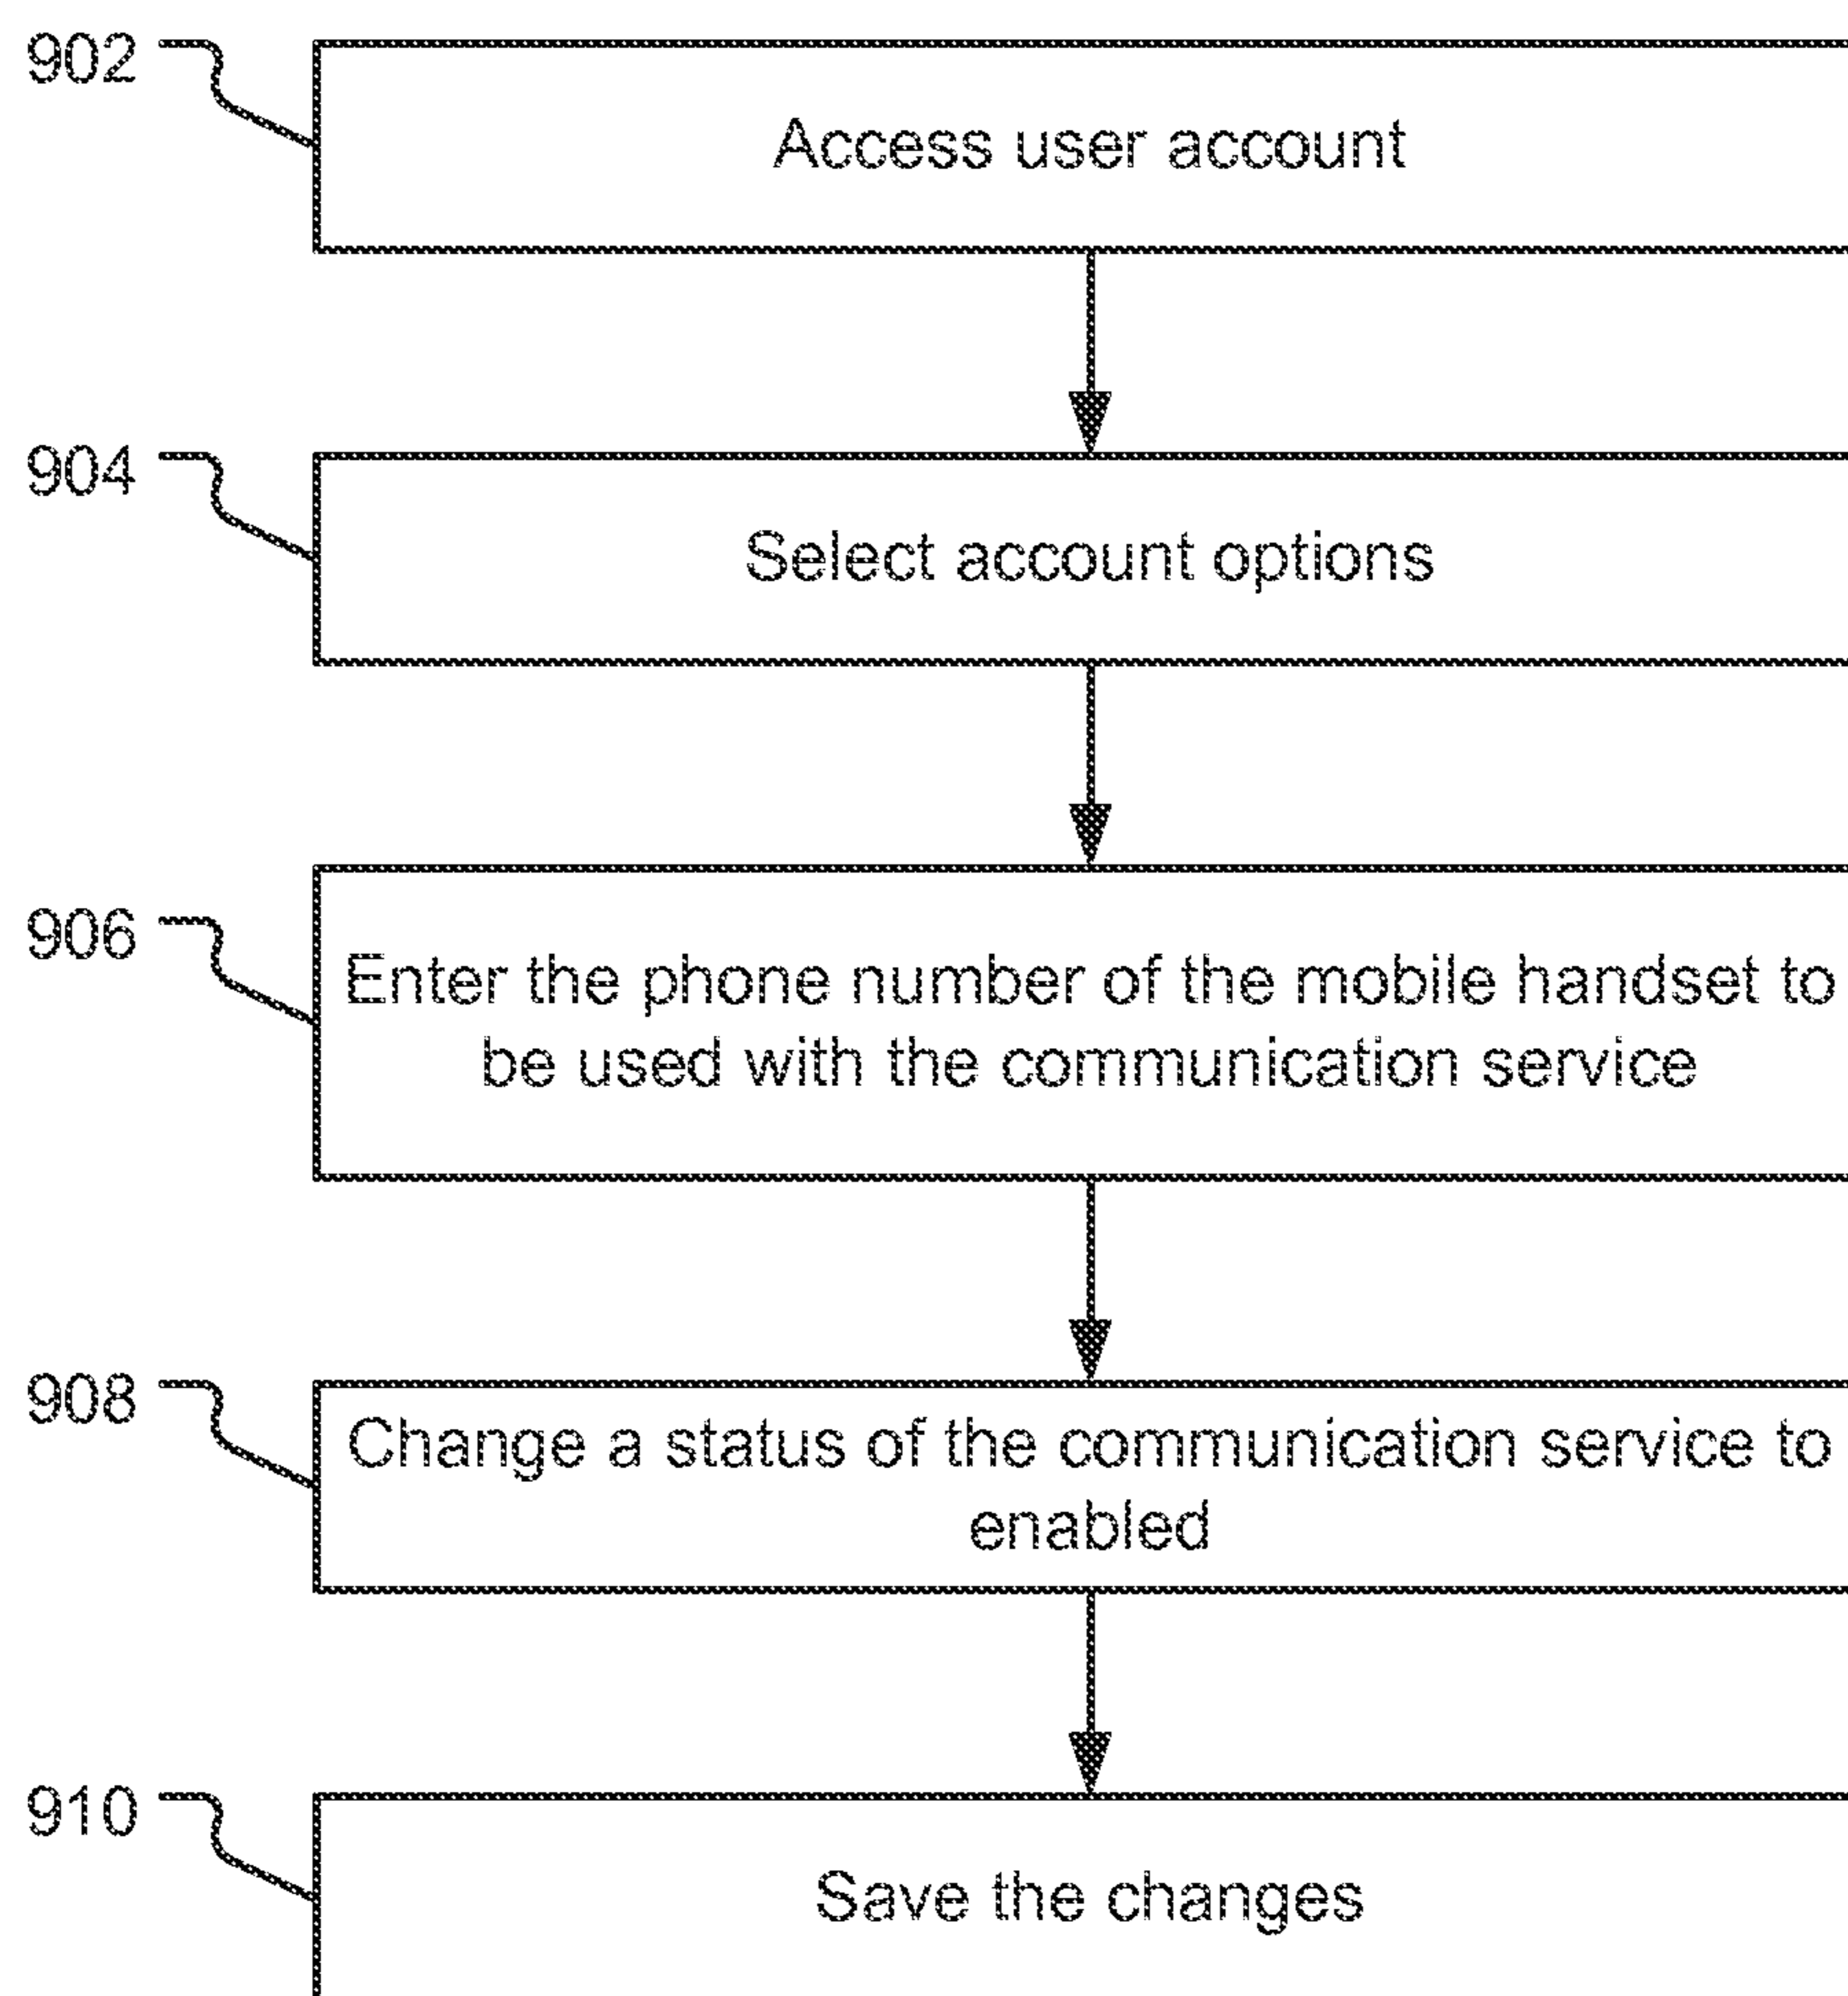 902
Access user account
904
Select account options
906
Enter the phone number of the mobile handset to
be used with the communication service
908
Change a status of the communication service to
enabled
910
Save the changes